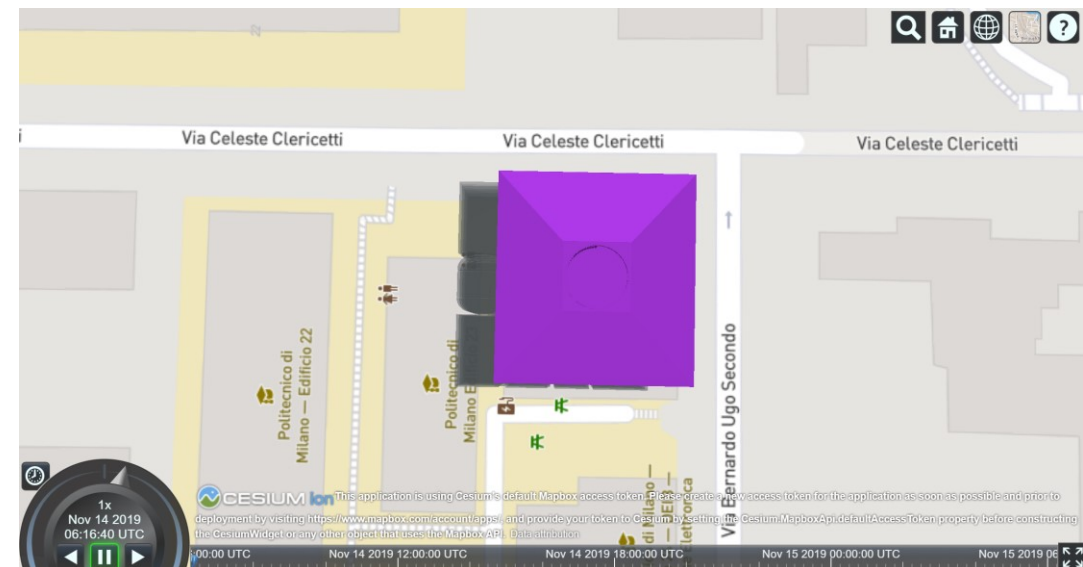 22
?
Via Celeste Clericetti
Via Celeste Clericetti
Via Celeste Clericetti
Politecnico di
Milano — Edificio 22
Politecnico di
Milano
Via Bernardo Ugo Secondo
di Milano —
1x
Nov 14 2019
06:16:40 UTC
CESIUM ion This application is using Cesium's default Mapbox access token. Please create a new access token for the application as soon as possible and prior to
deployment by visiting https://www.mapbox.com/account/apps/, and provide your token to Cesium by setting the Cesium.MapboxApi.defaultAccessToken property before constructing
the CesiumWidget or any other object that uses the Mapbox API. Data attribution
:00:00 UTC
Nov 14 2019 12:00:00 UTC
Nov 14 2019 18:00:00 UTC
Nov 15 2019 00:00:00 UTC
Nov 15 2019 06